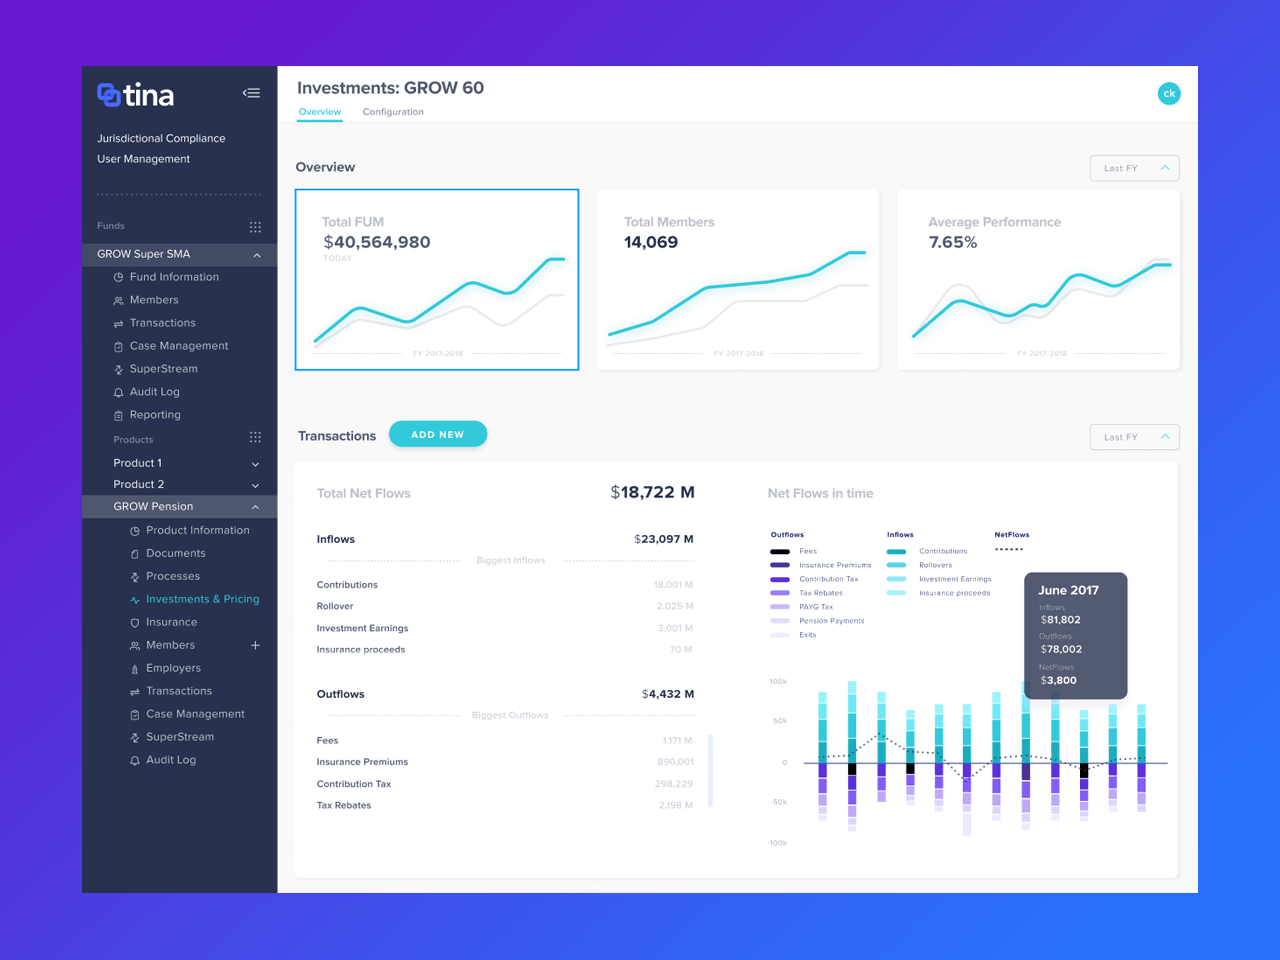 tina
Jurisdictional Compliance
User Management
Funds
GROW Super SMA
Fund Information
Members
Transactions
Case Management
SuperStream
Audit Log
Reporting
Products
Product 1
Product 2
GROW Pension
Product Information
Documents
Processes
Investments & Pricing
Insurance
Members
Employers
Transactions
Case Management
SuperStream
Audit Log
Investments: GROW 60
ck
Overview Configuration
Overview
Last FY
Total FUM
$40,564,980
TODAY
FY 2017-2018
Total Members
14,069
FY 2017-2018
Average Performance
7.65%
FY 2017-2018
Transactions
ADD NEW
Last FY
Total Net Flows $18,722 M
Inflows $23,097 M
Biggest Inflows
Contributions 18,001 M
Rollover 2,025 M
Investment Earnings 3,001 M
Insurance proceeds 70 M
Outflows $4,432 M
Biggest Outflows
Fees 1,171 M
Insurance Premiums 890,001
Contribution Tax 298,229
Tax Rebates 2,198 M
Net Flows in time
Outflows
Fees
Insurance Premiums
Contribution Tax
Tax Rebates
PAYG Tax
Pension Payments
Exits
Inflows
Contributions
Rollovers
Investment Earnings
Insurance proceeds
NetFlows
June 2017
Inflows
$81,802
Outflows
$78,002
NetFlows
$3,800
100k
50k
0
-50k
-100k